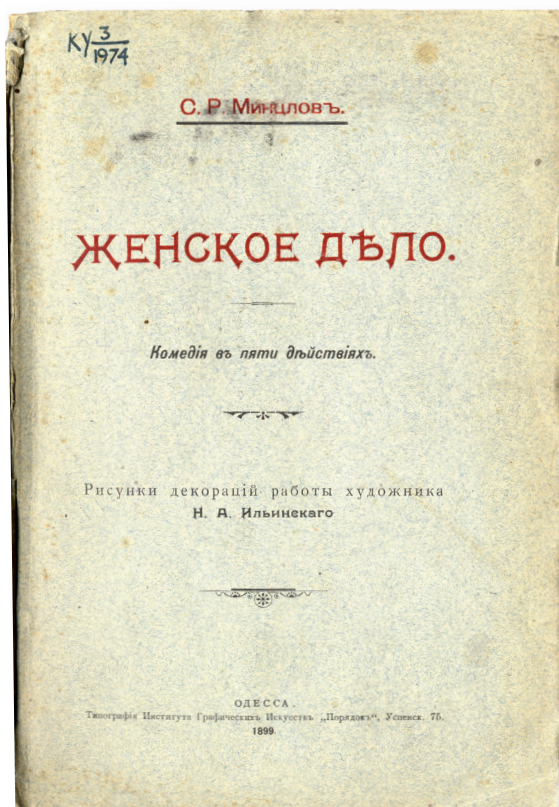 КУ 3
1974
С. Р. Минцловъ.
ЖЕНСКОЕ ДѢЛО.
Комедія въ пяти дѣйствіяхъ.
Рисунки декорацій работы художника
Н. А. Ильинскаго
ОДЕССА.
Типографія Института Графическихъ Искусствъ „Порядокъ“, Успенск. 75.
1899